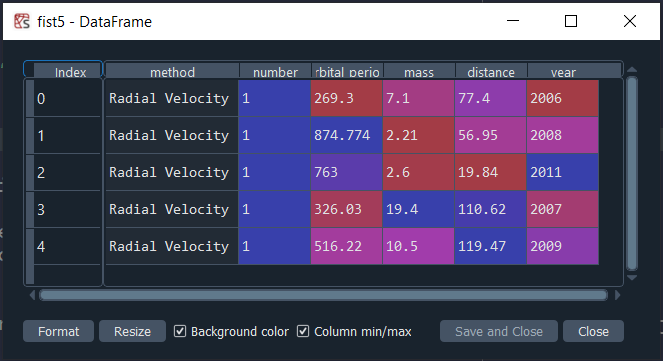 fist5 - DataFrame
Index method number rbital perio mass distance year
0 Radial Velocity 1 269.3 7.1 77.4 2006
1 Radial Velocity 1 874.774 2.21 56.95 2008
2 Radial Velocity 1 763 2.6 19.84 2011
3 Radial Velocity 1 326.03 19.4 110.62 2007
4 Radial Velocity 1 516.22 10.5 119.47 2009
Format Resize Background color Column min/max Save and Close Close